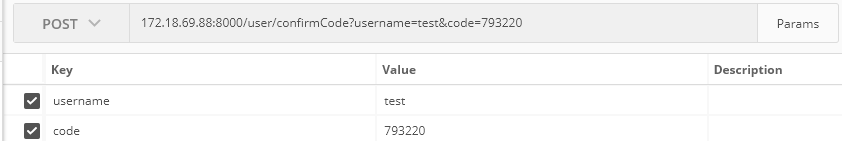 POST 172.18.69.88:8000/user/confirmCode?username=test&code=793220 Params
Key Value Description
username test
code 793220